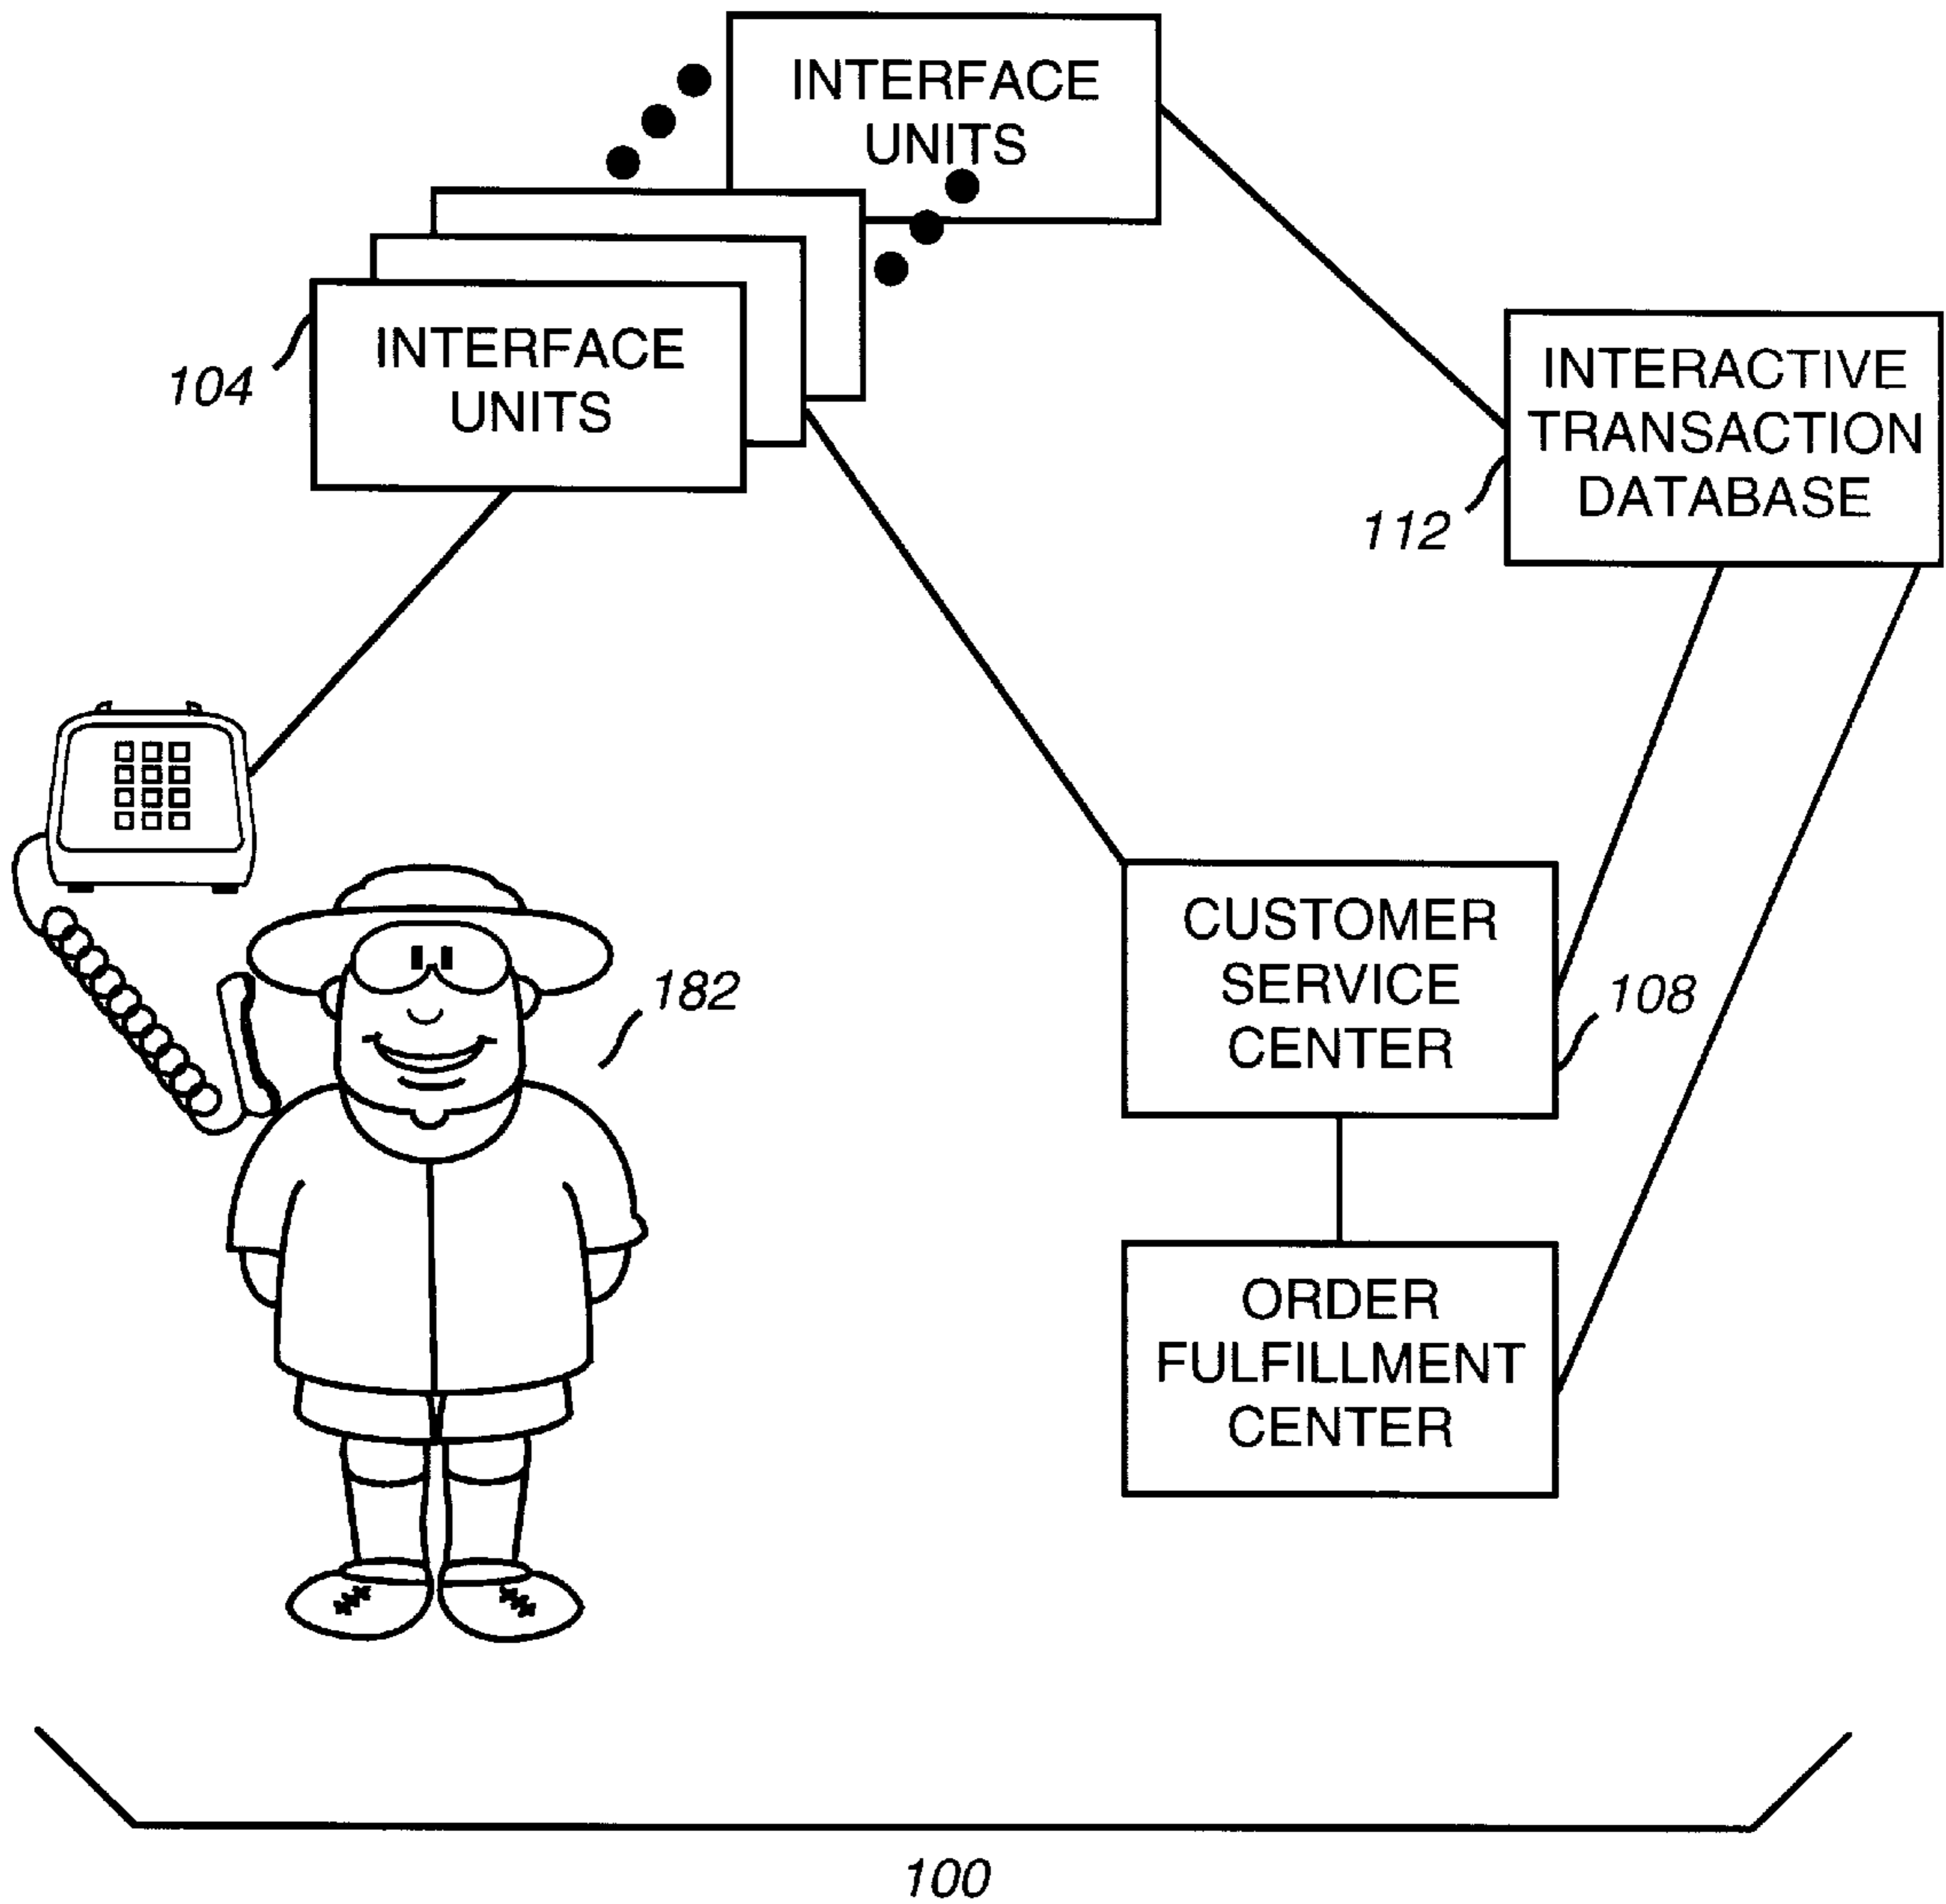 INTERFACE
UNITS
INTERFACE
UNITS
104
INTERACTIVE
TRANSACTION
DATABASE
112
182
CUSTOMER
SERVICE
CENTER
108
ORDER
FULFILLMENT
CENTER
100